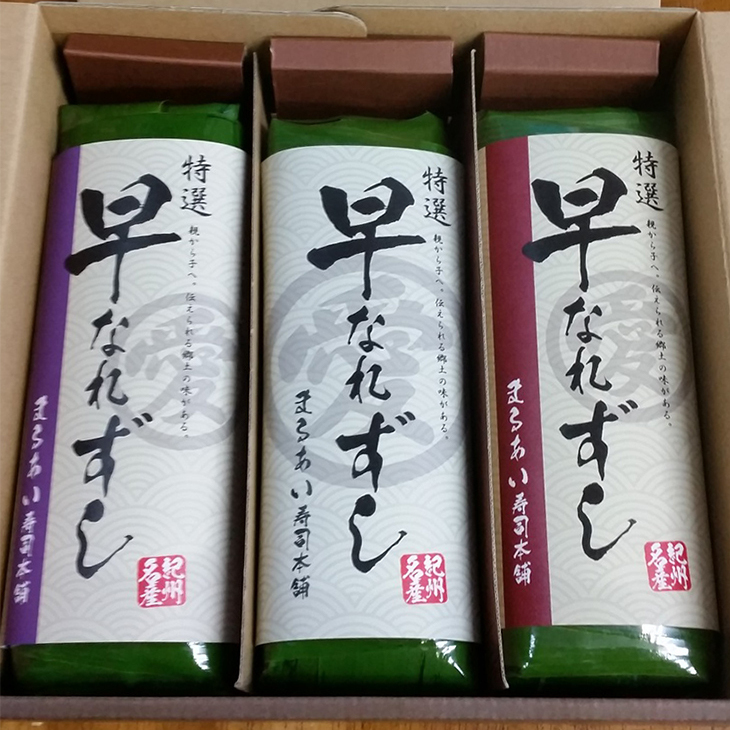 特選
早なれずし
親から子へ。伝えられる郷土の味がある。
愛
まるあい寿司本舗
紀州
名産
特選
早なれずし
親から子へ。伝えられる郷土の味がある。
愛
まるあい寿司本舗
紀州
名産
特選
早なれずし
親から子へ。伝えられる郷土の味がある。
愛
まるあい寿司本舗
紀州
名産